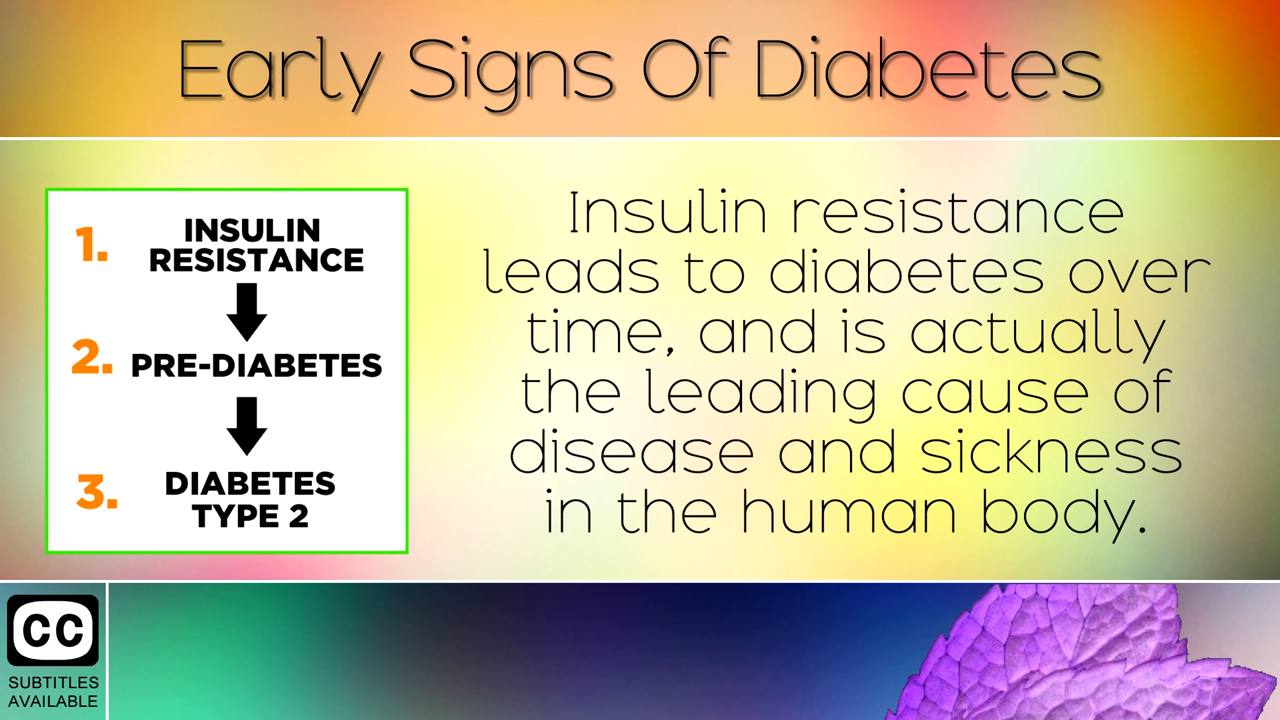 Early Signs Of Diabetes
1. INSULIN
RESISTANCE
2. PRE-DIABETES
3. DIABETES
TYPE 2
Insulin resistance
leads to diabetes over
time, and is actually
the leading cause of
disease and sickness
in the human body.
CC
SUBTITLES
AVAILABLE